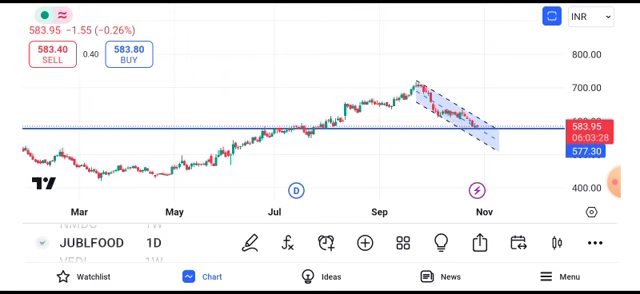 INR
583.95 −1.55 (−0.26%)
583.40
SELL
0.40
583.80
BUY
800.00
700.00
583.95
06:03:28
577.30
400.00
D
Mar
May
Jul
Sep
Nov
NMDC 1W
JUBLFOOD 1D
VEDL 1W
Watchlist
Chart
Ideas
News
Menu